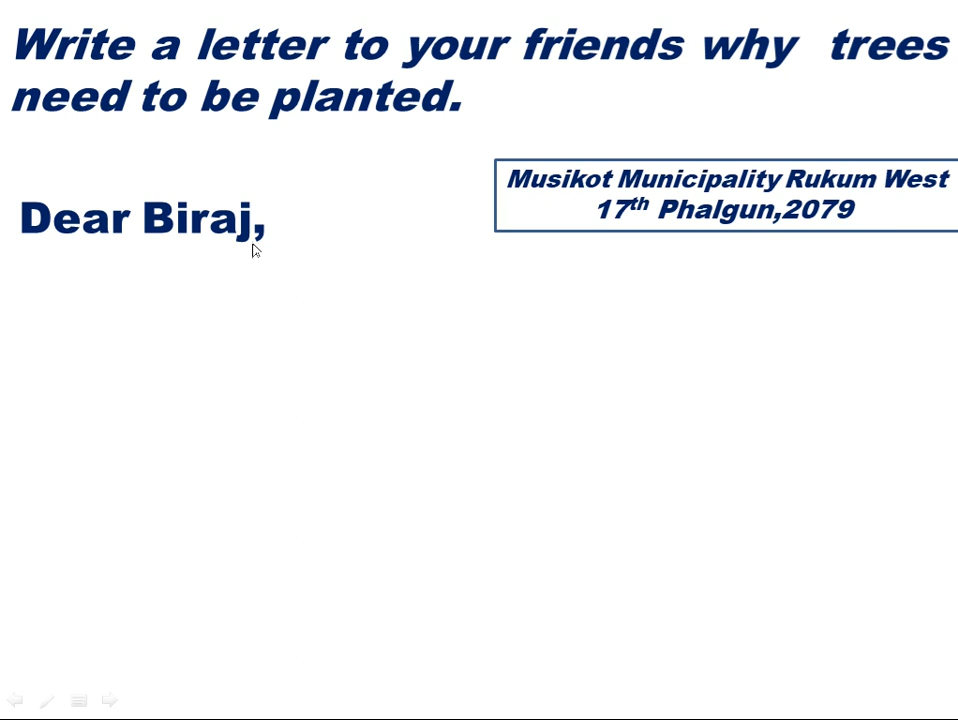 Write a letter to your friends why trees
need to be planted.
Musikot Municipality Rukum West
17th Phalgun,2079
Dear Biraj,